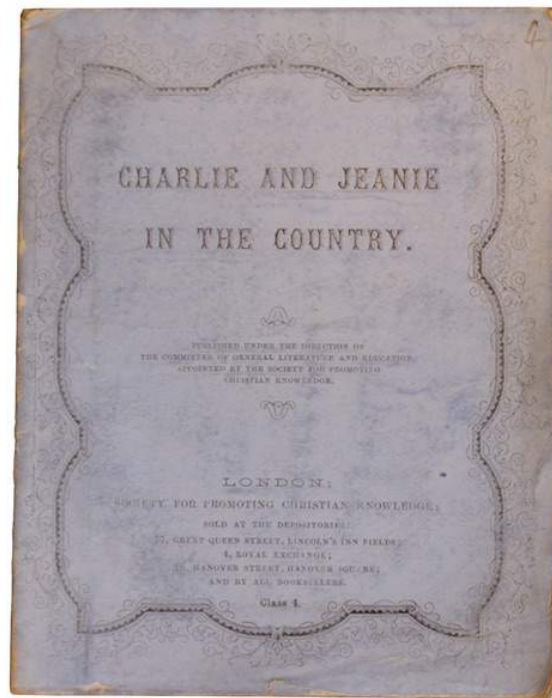 4
CHARLIE AND JEANIE
IN THE COUNTRY.
PUBLISHED UNDER THE DIRECTION OF
THE COMMITTEE OF GENERAL LITERATURE AND EDUCATION,
APPOINTED BY THE SOCIETY FOR PROMOTING
CHRISTIAN KNOWLEDGE.
LONDON:
SOCIETY FOR PROMOTING CHRISTIAN KNOWLEDGE;
SOLD AT THE DEPOSITORIES:
77, GREAT QUEEN STREET, LINCOLN'S INN FIELDS;
4, ROYAL EXCHANGE;
HANOVER STREET, HANOVER SQUARE;
AND BY ALL BOOKSELLERS.
Class